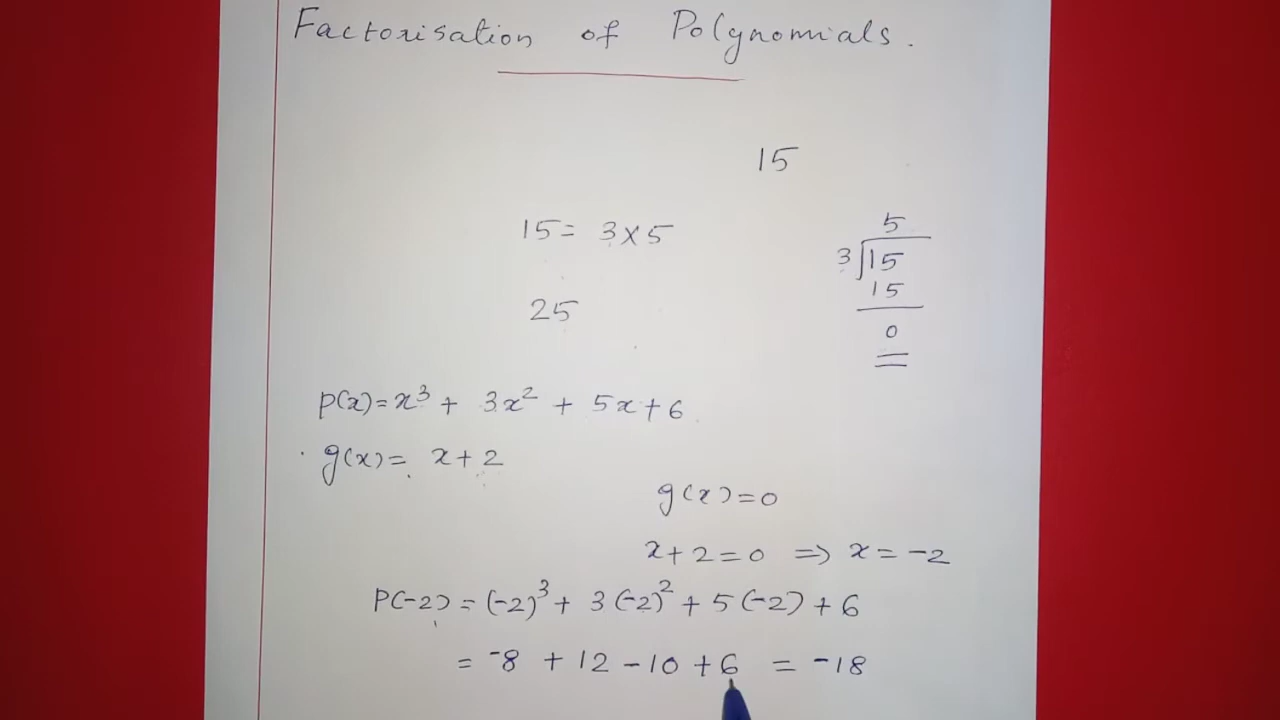 Factorisation of Polynomials.
15
15 = 3 × 5
5
3 15
15
0
25
p(x) = x³ + 3x² + 5x + 6
g(x) = x + 2
g(x) = 0
x + 2 = 0 ⇒ x = -2
P(-2) = (-2)³ + 3(-2)² + 5(-2) + 6
= -8 + 12 - 10 + 6 = -18